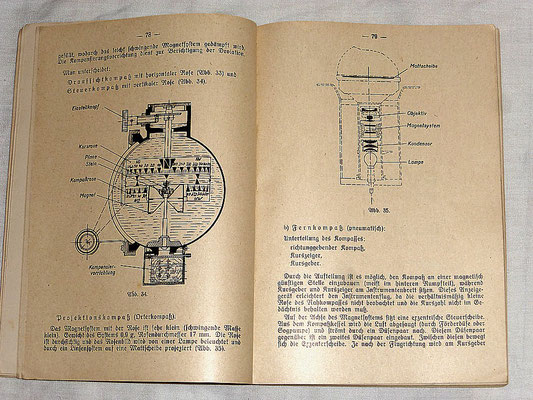 — 78 —
gefüllt, wodurch das leicht schwingende Magnetsystem gedämpft wird.
Die Kompensierungsvorrichtung dient zur Berichtigung der Deviation.
Man unterscheidet:
Draufsichtkompaß mit horizontaler Rose (Abb. 33) und
Steuerkompaß mit vertikaler Rose (Abb. 34).
Einstellknopf
Kursrose
Pinne
Stein
Kompaßrose
Magnet
Kompensier-
vorrichtung
Abb. 34
Projektionskompaß (Orterkompaß).
Das Magnetsystem mit der Rose ist sehr klein (schwingende Masse
klein). Gewicht des Systems 0,9 g, Rosendurchmesser 17 mm. Die Rose
ist durchsichtig und das Rosenbild wird von einer Lampe beleuchtet und
durch ein Linsensystem auf eine Mattscheibe projeziert (Abb. 35).
— 79 —
Mattscheibe
Objektiv
Magnetsystem
Kondensor
Lampe
Abb. 35.
b) Fernkompaß (pneumatisch):
Unterteilung des Kompasses:
richtunggebender Kompaß,
Kurszeiger,
Kursgeber.
Durch die Aufteilung ist es möglich, den Kompaß an einer magnetisch
günstigen Stelle einzubauen (meist im hinteren Rumpfteil), während
Kursgeber und Kurszeiger am Instrumentenbrett sitzen. Dieses Anzeige-
gerät erleichtert den Instrumentenflug, da die verhältnismäßig kleine
Rose des Nahkompasses nicht beobachtet und die Kurszahl nicht im Ge-
dächtnis behalten werden muß.
Auf der Achse des Magnetsystems sitzt eine exzentrische Steuerscheibe.
Aus dem Kompaßkessel wird die Luft abgesaugt (durch Förderdüse oder
Sogpumpe) und strömt durch ein Düsenpaar nach. Diesem Düsenpaar
gegenüber ist ein zweites Düsenpaar eingebaut. Zwischen diesen bewegt
sich die Exzenterscheibe. Je nach der Flugrichtung wird am Kursgeber